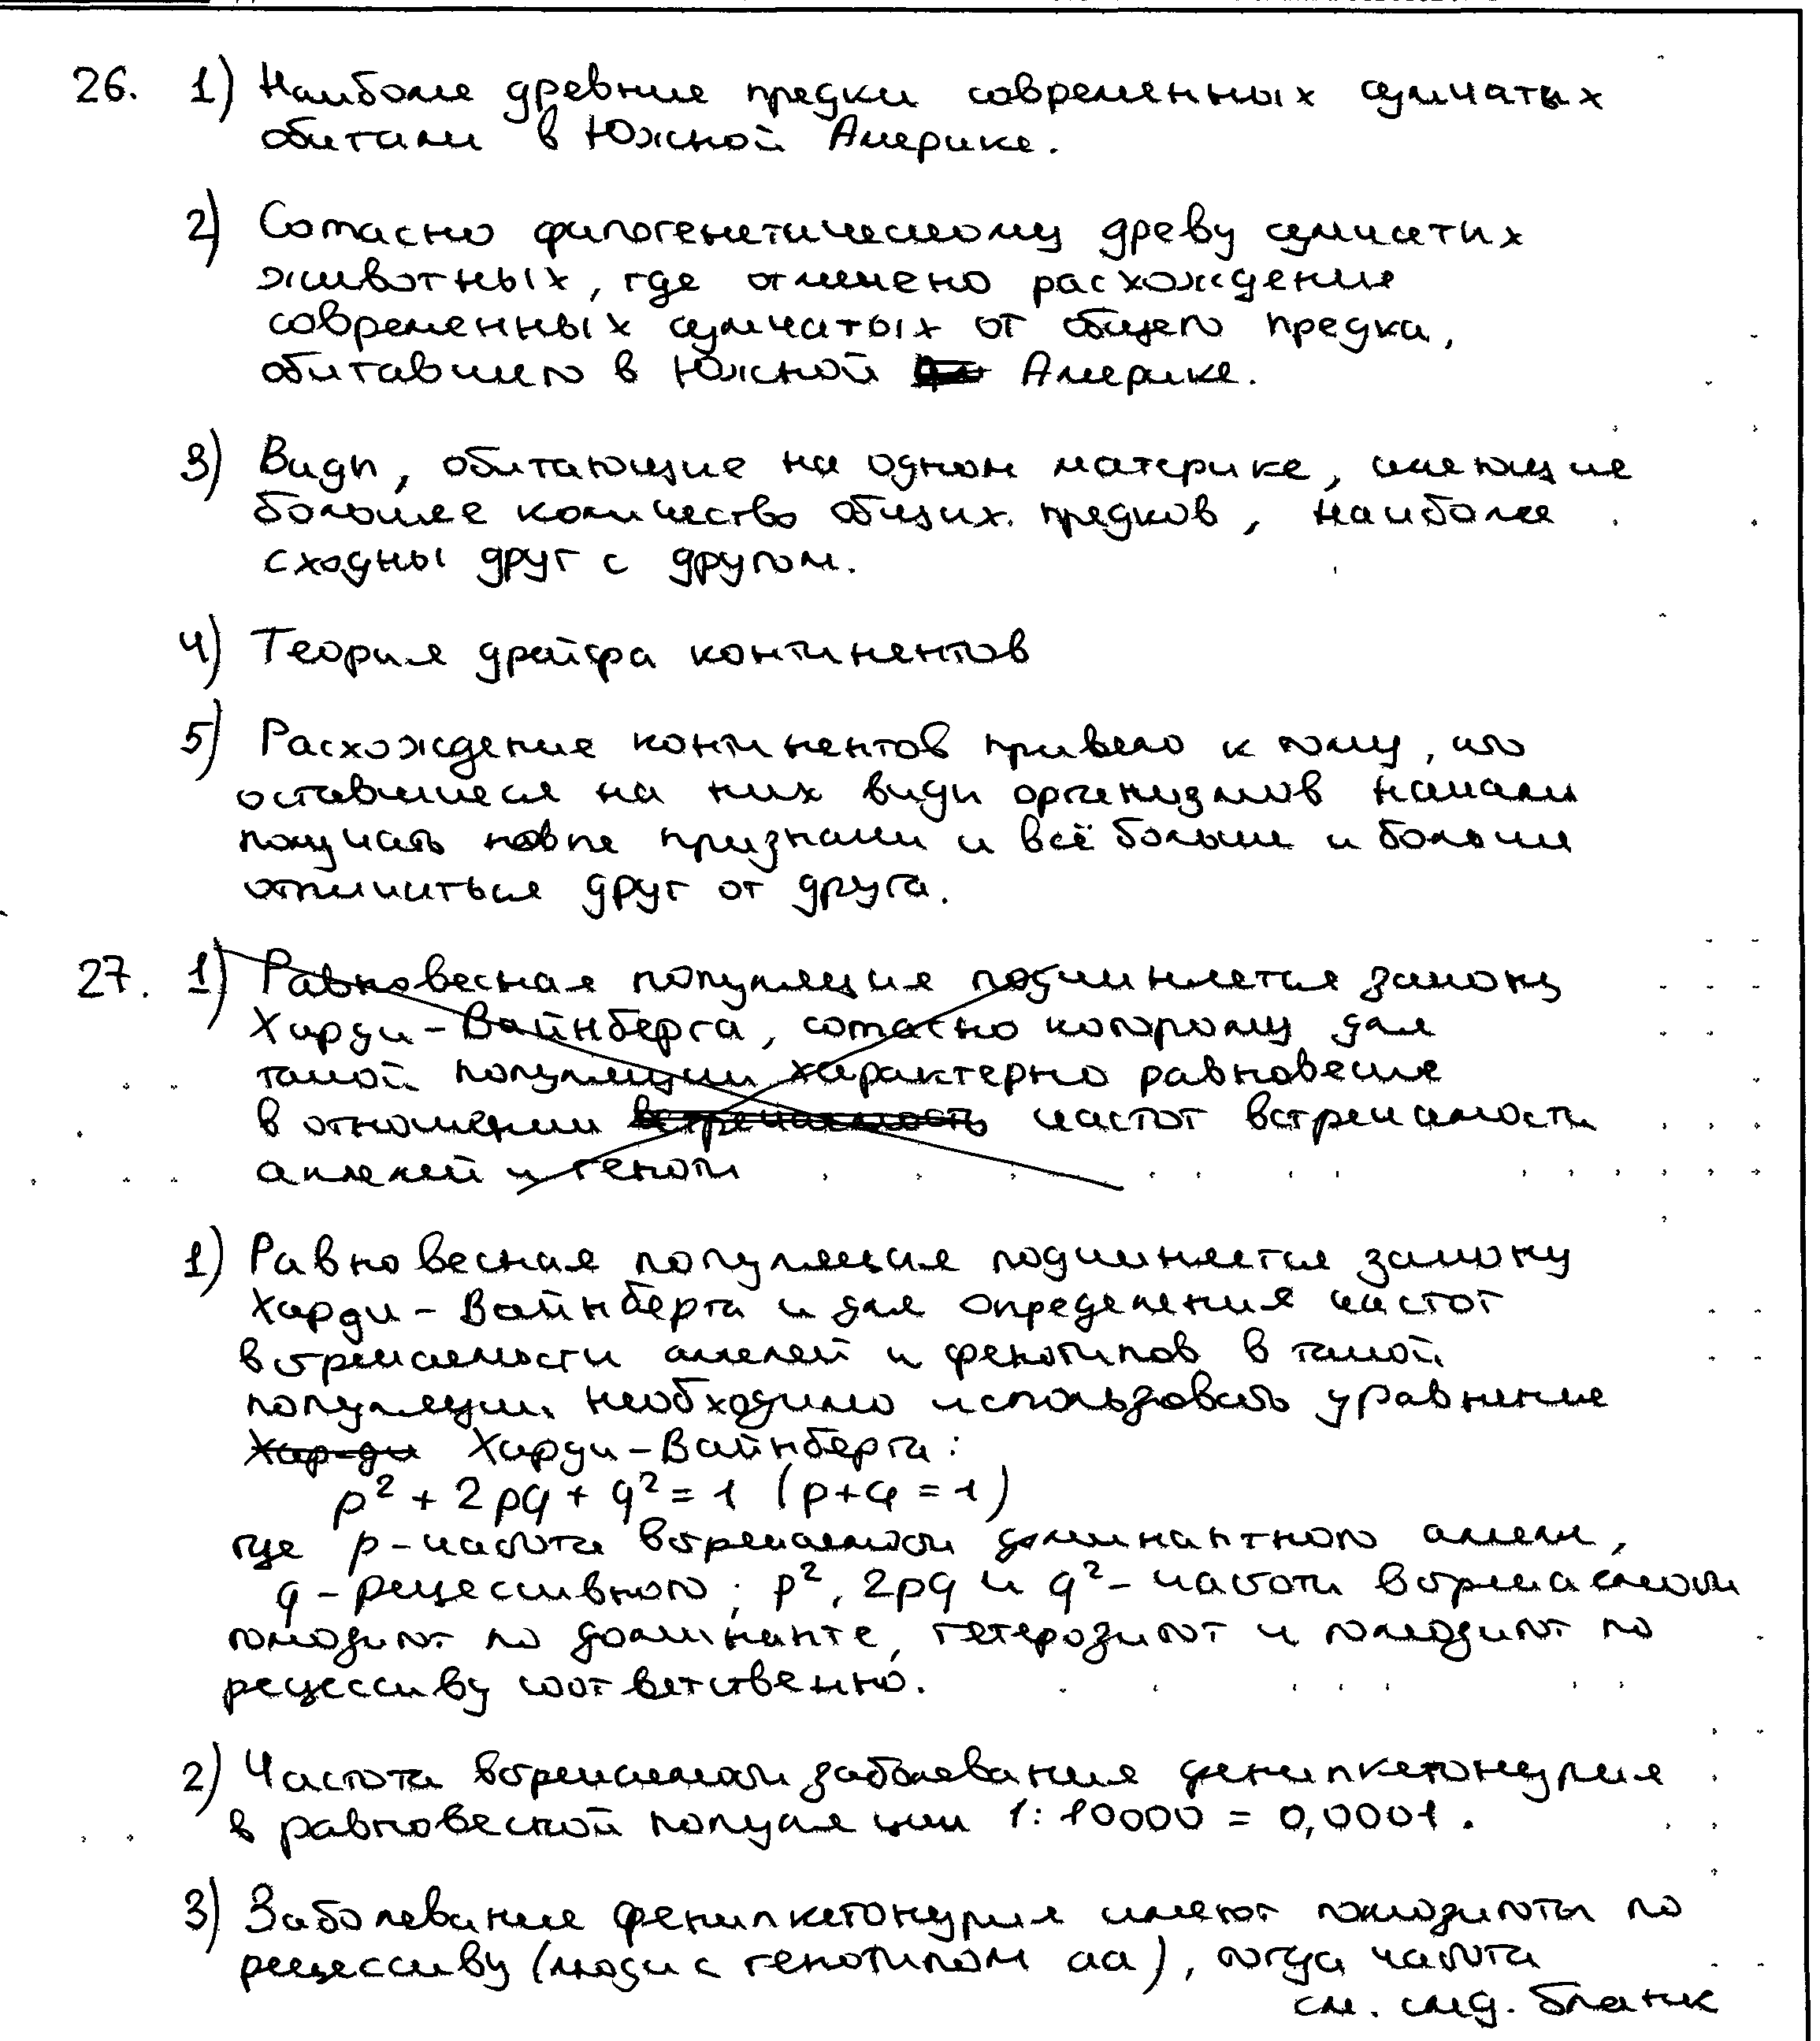 26. 1) Наиболее древние предки современных сумчатых
обитали в Южной Америке.
2) Согласно филогенетическому древу сумчатых
животных, где отмечено расхождение
современных сумчатых от общего предка,
обитавшего в Южной Америке.
3) Виды, обитающие на одном материке, имеющие
большее количество общих предков, наиболее
сходны друг с другом.
4) Теория дрейфа континентов
5) Расхождение континентов привело к тому, что
оставшиеся на них виды организмов начали
получать новые признаки и всё больше и больше
отличаться друг от друга.
27. 1) Равновесная популяция подчиняется закону
Харди-Вайнберга, согласно которому для
такой популяции характерно равновесие
в отношении встречаемость частот встречаемости
аллелей и геноти
1) Равновесная популяция подчиняется закону
Харди-Вайнберга и для определения частот
встречаемости аллелей и фенотипов в такой
популяции необходимо использовать уравнение
Харди Харди-Вайнберга:
p² + 2pq + q² = 1 (p+q=1)
где p-частота встречаемости доминантного аллеля,
q-рецессивного; p², 2pq и q²-частоты встречаемости
гомозигот по доминанте, гетерозигот и гомозигот по
рецессиву соответственно.
2) Частота встречаемости заболевания фенилкетонурия
в равновесной популяции 1:10000 = 0,0001.
3) Заболевание фенилкетонурия имеют гомозиготы по
рецессиву (люди с генотипом аа), тогда частота
см. след. бланк